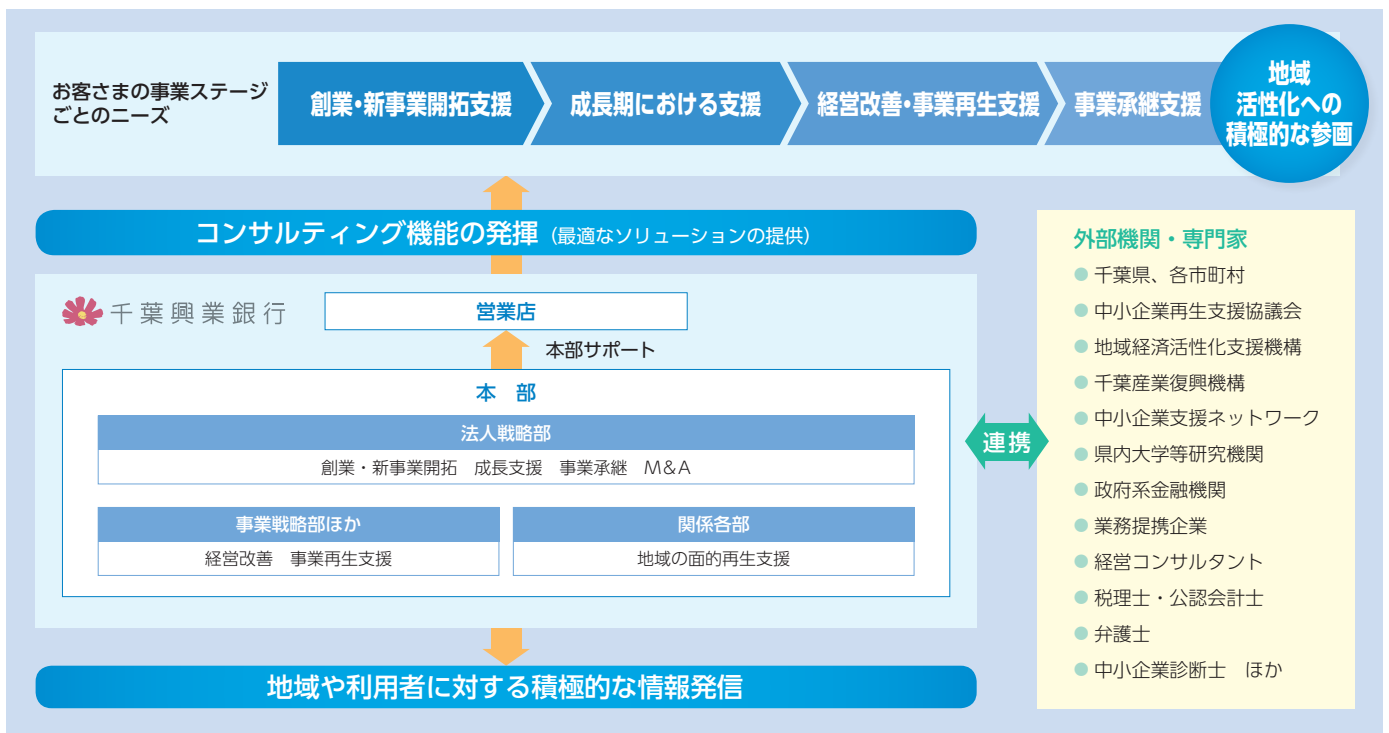 お客さまの事業ステージ
ごとのニーズ
創業・新事業開拓支援
成長期における支援
経営改善・事業再生支援
事業承継支援
地域
活性化への
積極的な参画
コンサルティング機能の発揮（最適なソリューションの提供）
千葉興業銀行
営業店
本部サポート
本　部
法人戦略部
創業・新事業開拓　成長支援　事業承継　M&A
事業戦略部ほか
経営改善　事業再生支援
関係各部
地域の面的再生支援
連携
外部機関・専門家
● 千葉県、各市町村
● 中小企業再生支援協議会
● 地域経済活性化支援機構
● 千葉産業復興機構
● 中小企業支援ネットワーク
● 県内大学等研究機関
● 政府系金融機関
● 業務提携企業
● 経営コンサルタント
● 税理士・公認会計士
● 弁護士
● 中小企業診断士　ほか
地域や利用者に対する積極的な情報発信